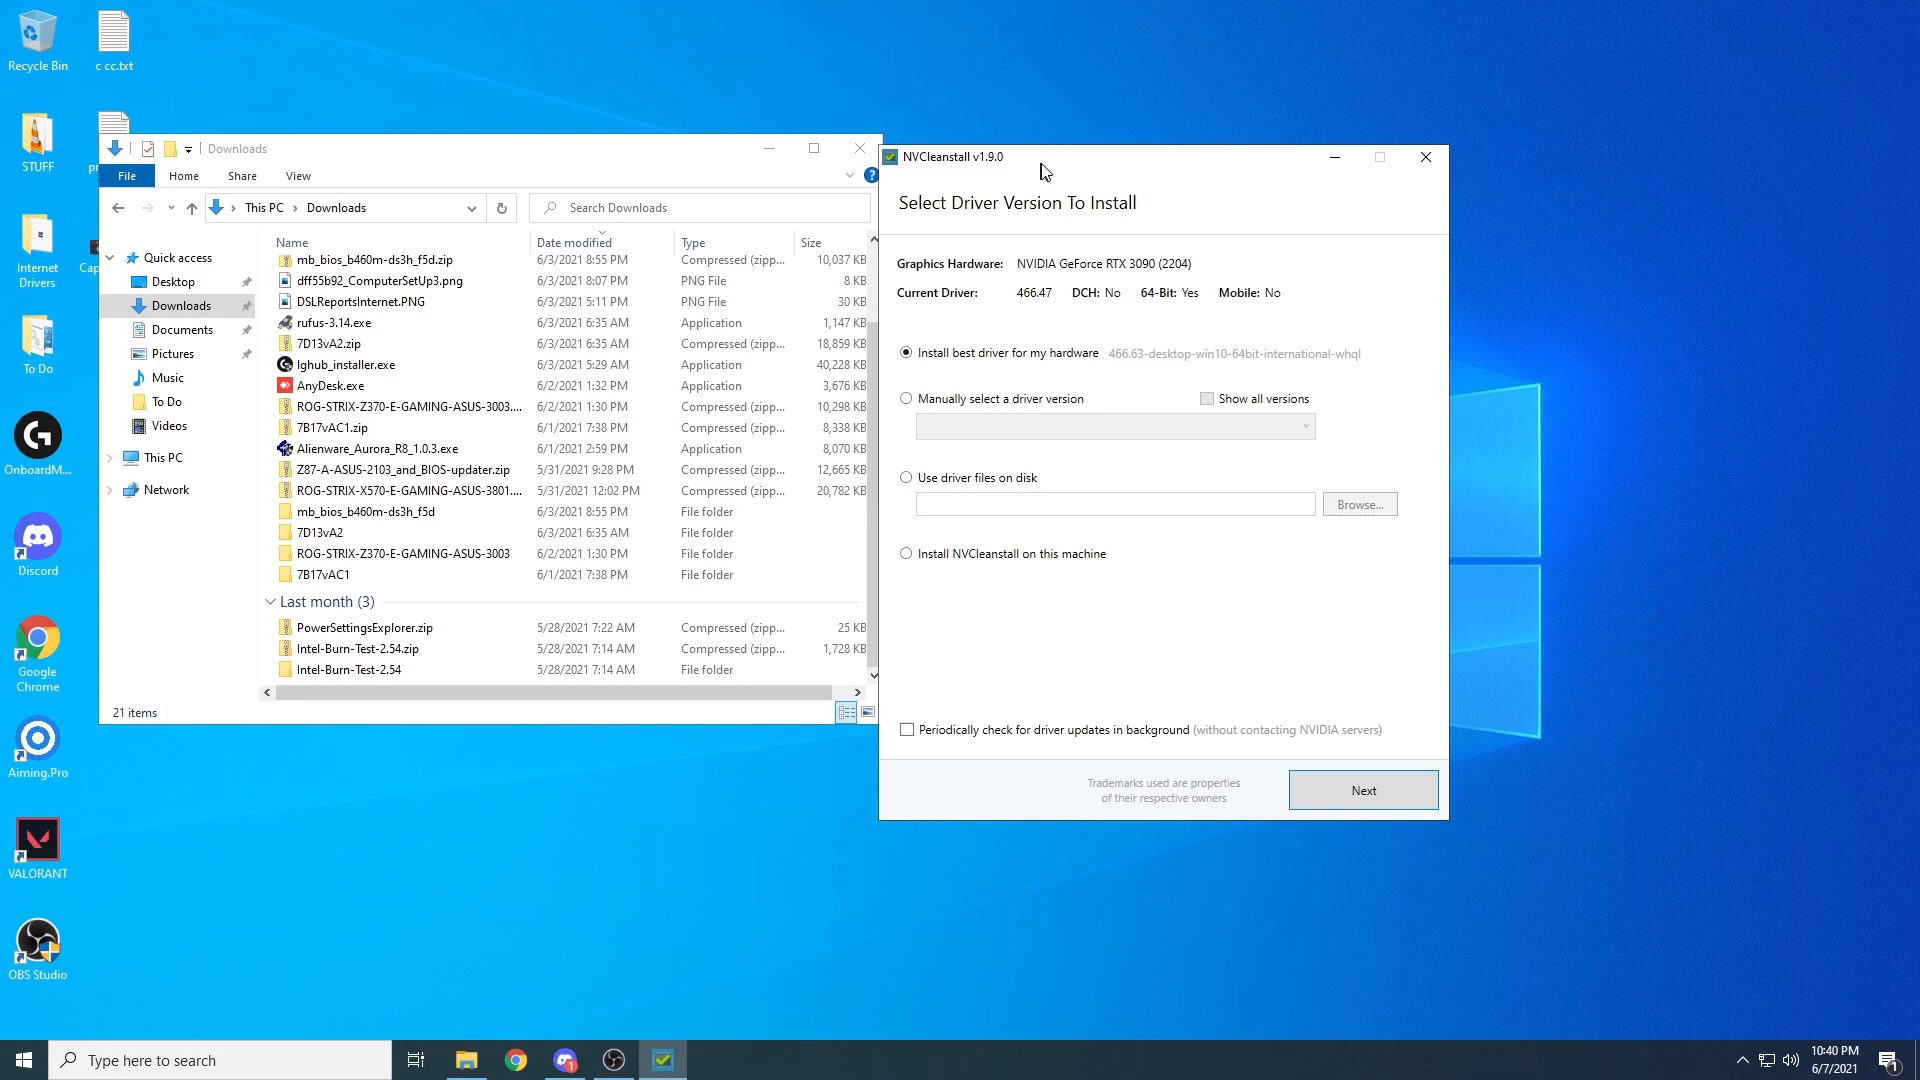 Recycle Bin
c cc.txt
STUFF
pr
Internet
Drivers
Cap
To Do
OnboardM...
Discord
Google
Chrome
Aiming.Pro
VALORANT
OBS Studio
Downloads
File
Home
Share
View
This PC
Downloads
Search Downloads
Quick access
Desktop
Downloads
Documents
Pictures
Music
To Do
Videos
This PC
Network
Name Date modified Type Size
mb_bios_b460m-ds3h_f5d.zip 6/3/2021 8:55 PM Compressed (zipp... 10,037 KB
dff55b92_ComputerSetUp3.png 6/3/2021 8:07 PM PNG File 8 KB
DSLReportsInternet.PNG 6/3/2021 5:11 PM PNG File 30 KB
rufus-3.14.exe 6/3/2021 6:35 AM Application 1,147 KB
7D13vA2.zip 6/3/2021 6:35 AM Compressed (zipp... 18,859 KB
lghub_installer.exe 6/3/2021 5:29 AM Application 40,228 KB
AnyDesk.exe 6/2/2021 1:32 PM Application 3,676 KB
ROG-STRIX-Z370-E-GAMING-ASUS-3003.... 6/2/2021 1:30 PM Compressed (zipp... 10,298 KB
7B17vAC1.zip 6/1/2021 7:38 PM Compressed (zipp... 8,338 KB
Alienware_Aurora_R8_1.0.3.exe 6/1/2021 2:59 PM Application 8,070 KB
Z87-A-ASUS-2103_and_BIOS-updater.zip 5/31/2021 9:28 PM Compressed (zipp... 12,665 KB
ROG-STRIX-X570-E-GAMING-ASUS-3801.... 5/31/2021 12:02 PM Compressed (zipp... 20,782 KB
mb_bios_b460m-ds3h_f5d 6/3/2021 8:55 PM File folder
7D13vA2 6/3/2021 6:35 AM File folder
ROG-STRIX-Z370-E-GAMING-ASUS-3003 6/2/2021 1:30 PM File folder
7B17vAC1 6/1/2021 7:38 PM File folder
Last month (3)
PowerSettingsExplorer.zip 5/28/2021 7:22 AM Compressed (zipp... 25 KB
Intel-Burn-Test-2.54.zip 5/28/2021 7:14 AM Compressed (zipp... 1,728 KB
Intel-Burn-Test-2.54 5/28/2021 7:14 AM File folder
21 items
NVCleanstall v1.9.0
Select Driver Version To Install
Graphics Hardware: NVIDIA GeForce RTX 3090 (2204)
Current Driver: 466.47 DCH: No 64-Bit: Yes Mobile: No
Install best driver for my hardware 466.63-desktop-win10-64bit-international-whql
Manually select a driver version Show all versions
Use driver files on disk
Browse...
Install NVCleanstall on this machine
Periodically check for driver updates in background (without contacting NVIDIA servers)
Trademarks used are properties
of their respective owners
Next
Type here to search
1
10:40 PM
6/7/2021
1